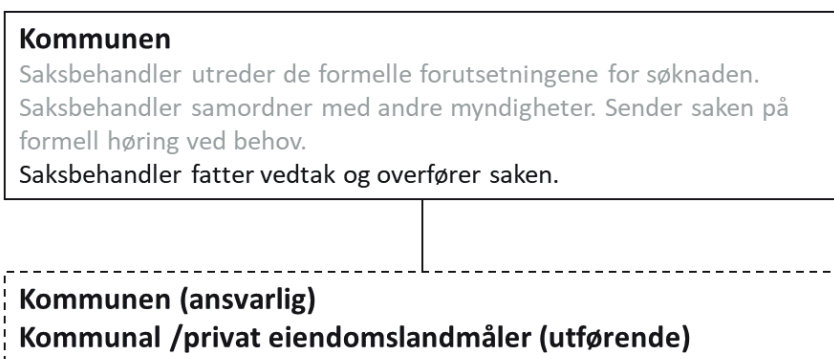 Kommunen
Saksbehandler utreder de formelle forutsetningene for søknaden.
Saksbehandler samordner med andre myndigheter. Sender saken på
formell høring ved behov.
Saksbehandler fatter vedtak og overfører saken.
Kommunen (ansvarlig)
Kommunal /privat eiendomslandmåler (utførende)